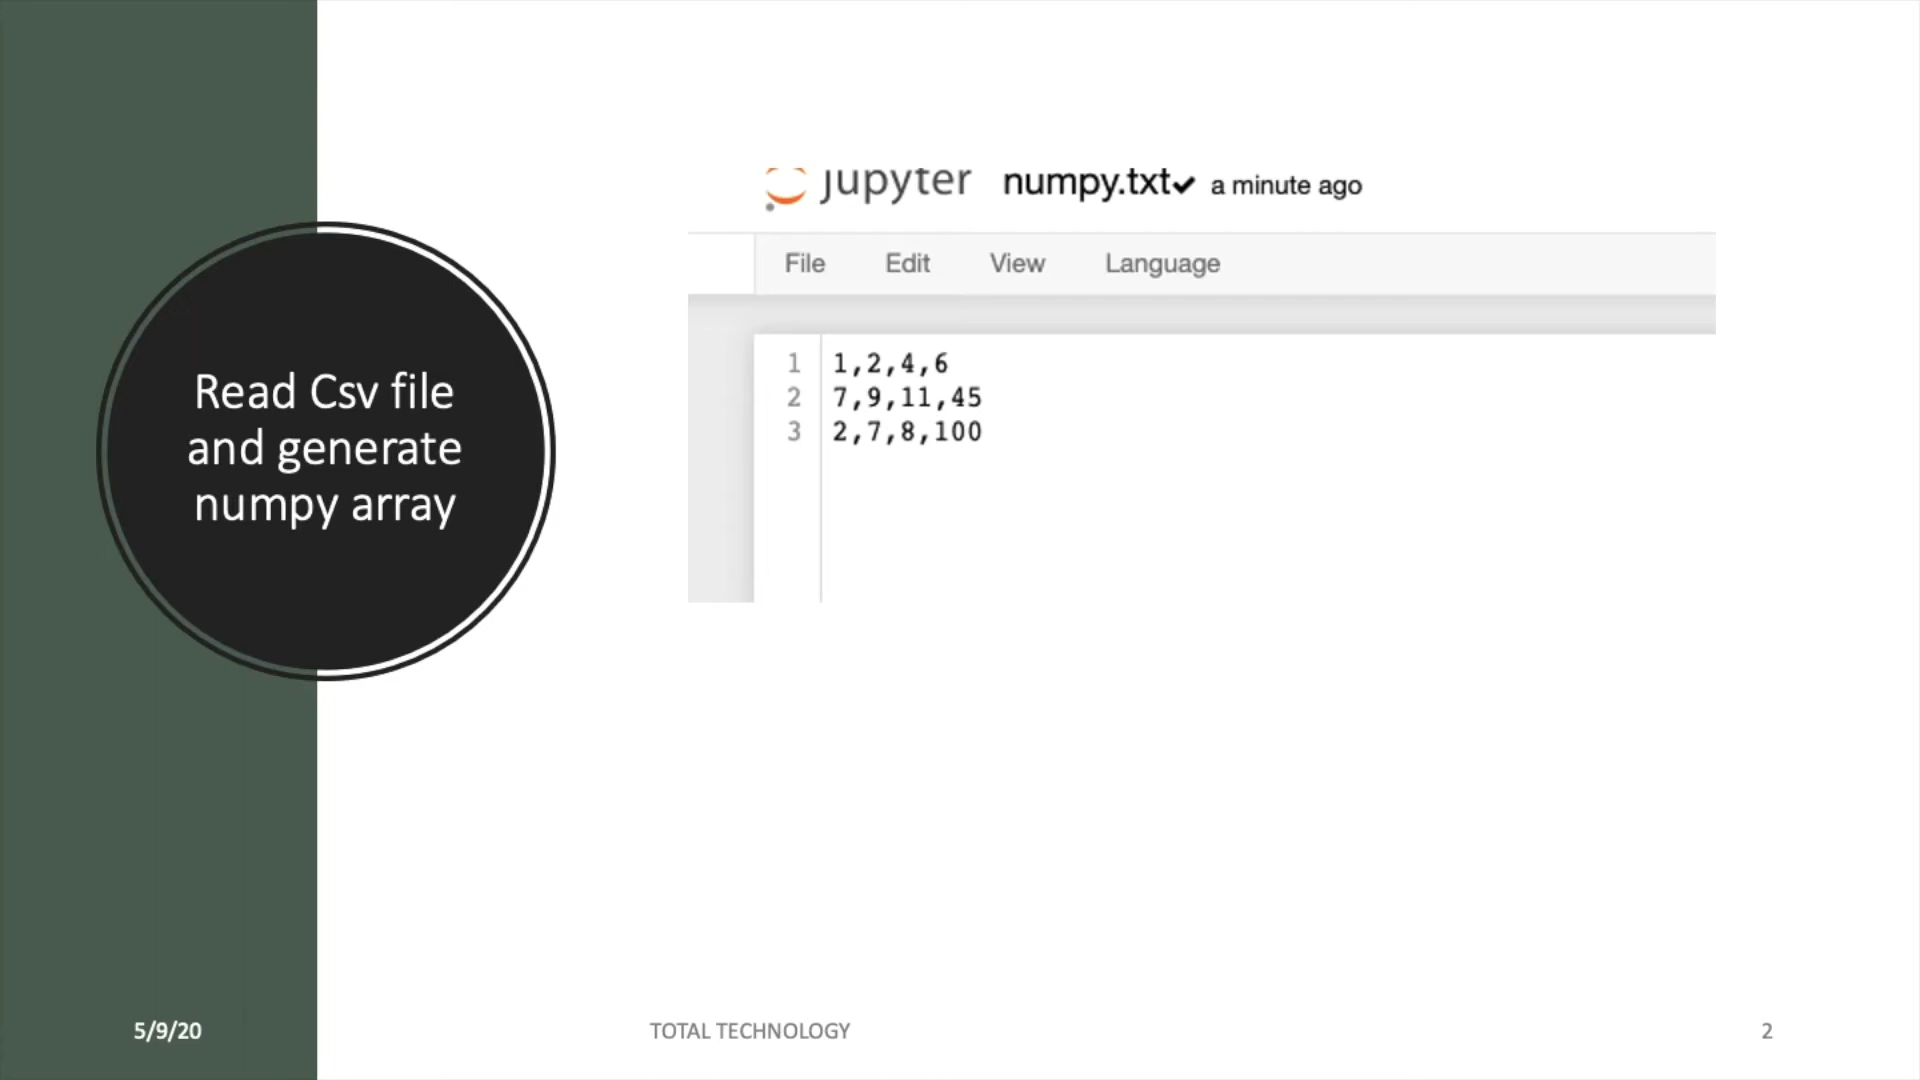 Read Csv file
and generate
numpy array
jupyter numpy.txt✔ a minute ago
File Edit View Language
1 1,2,4,6
2 7,9,11,45
3 2,7,8,100
5/9/20 TOTAL TECHNOLOGY 2